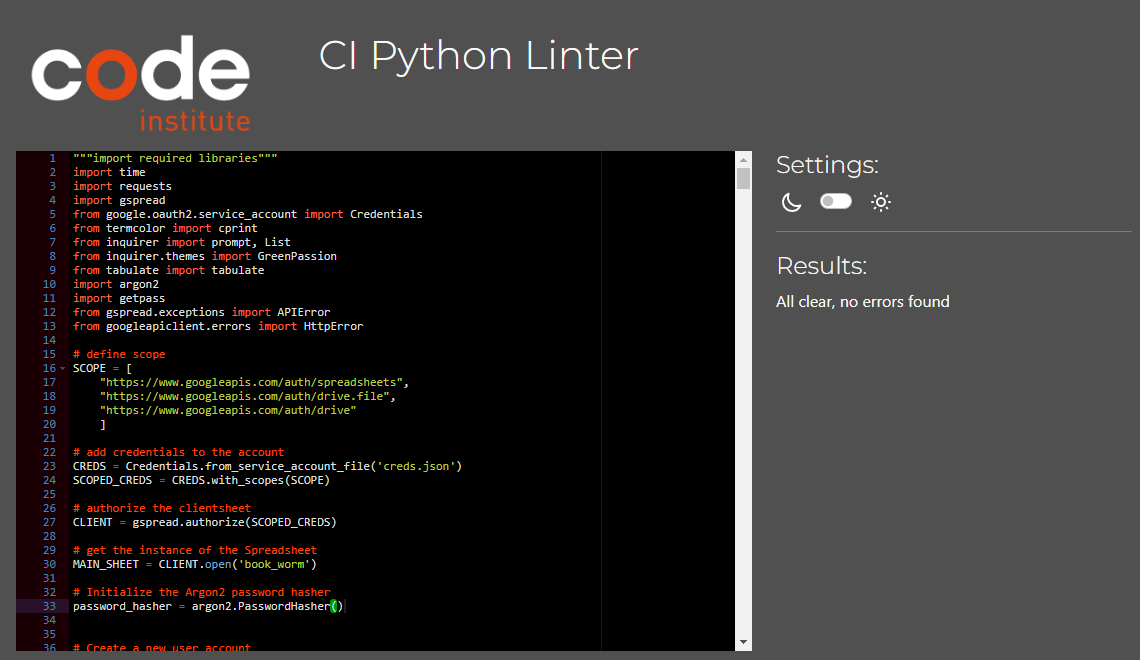 code
institute
CI Python Linter
1 """import required libraries"""
2 import time
3 import requests
4 import gspread
5 from google.oauth2.service_account import Credentials
6 from termcolor import cprint
7 from inquirer import prompt, List
8 from inquirer.themes import GreenPassion
9 from tabulate import tabulate
10 import argon2
11 import getpass
12 from gspread.exceptions import APIError
13 from googleapiclient.errors import HttpError
14
15 # define scope
16 SCOPE = [
17     "https://www.googleapis.com/auth/spreadsheets",
18     "https://www.googleapis.com/auth/drive.file",
19     "https://www.googleapis.com/auth/drive"
20     ]
21
22 # add credentials to the account
23 CREDS = Credentials.from_service_account_file('creds.json')
24 SCOPED_CREDS = CREDS.with_scopes(SCOPE)
25
26 # authorize the clientsheet
27 CLIENT = gspread.authorize(SCOPED_CREDS)
28
29 # get the instance of the Spreadsheet
30 MAIN_SHEET = CLIENT.open('book_worm')
31
32 # Initialize the Argon2 password hasher
33 password_hasher = argon2.PasswordHasher()
34
35
36 # Create a new user account
Settings:
Results:
All clear, no errors found